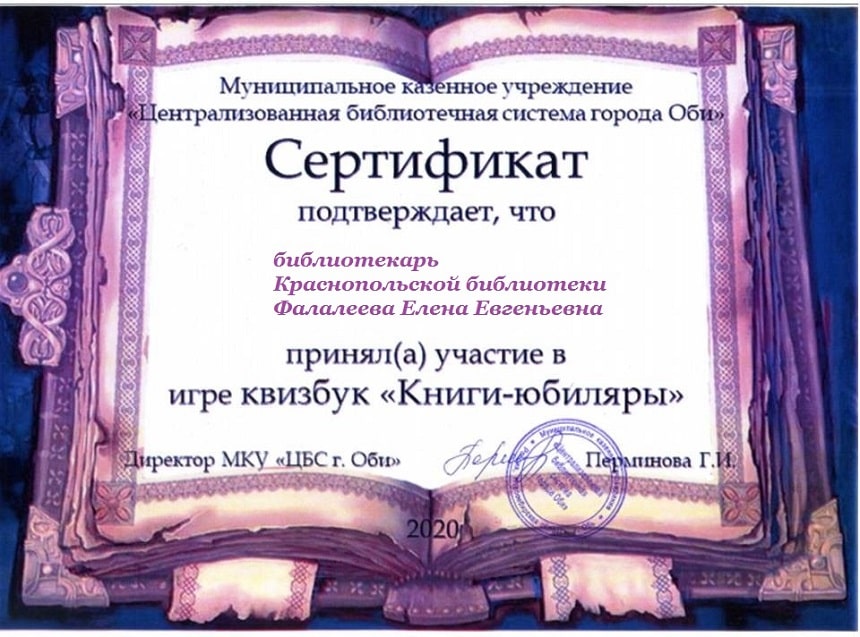 Муниципальное казенное учреждение
«Централизованная библиотечная система города Оби»
Сертификат
подтверждает, что
библиотекарь
Краснопольской библиотеки
Фалалеева Елена Евгеньевна
принял(а) участие в
игре квизбук «Книги-юбиляры»
Директор МКУ «ЦБС г. Оби»
Перминова Г.И.
2020